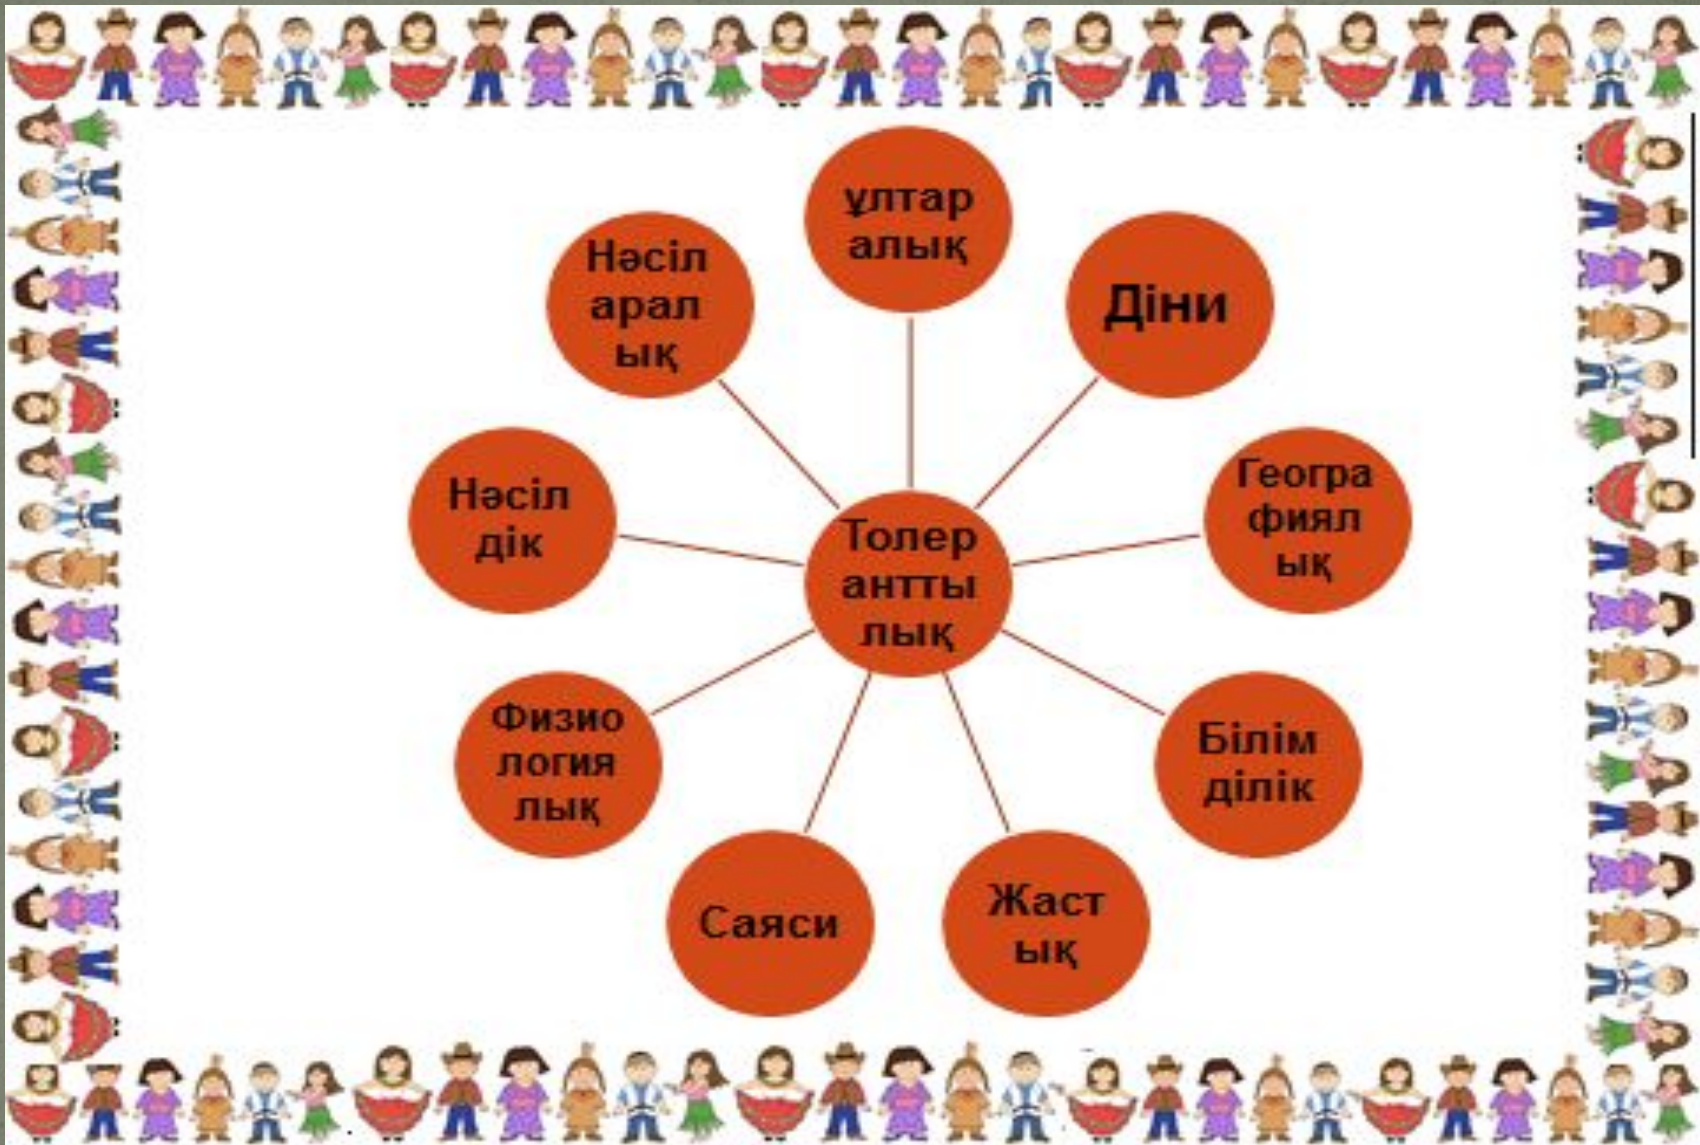 ұлтар
алық
Діни
Геогра
фиял
ық
Білім
ділік
Жаст
ық
Саяси
Физио
логия
лық
Нәсіл
дік
Нәсіл
арал
ық
Толер
антты
лық